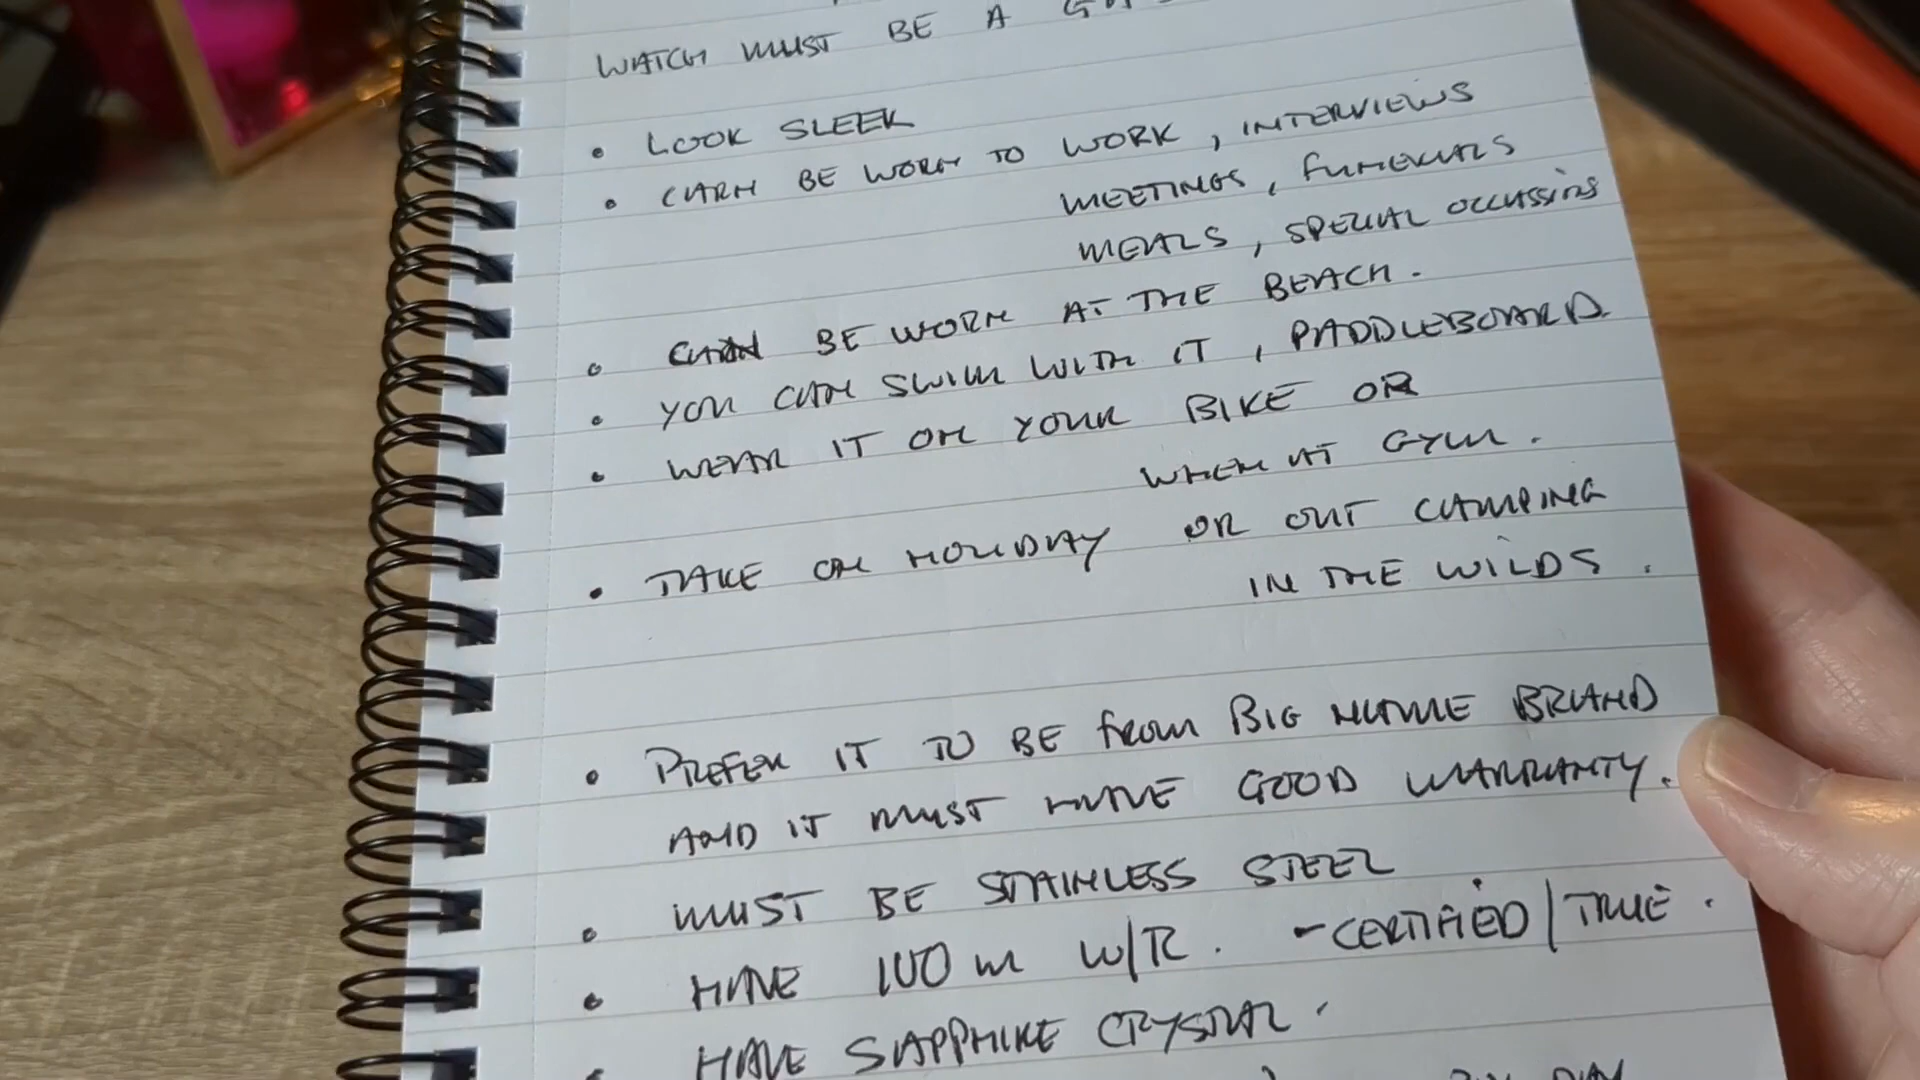 WATCH MUST BE A
• LOOK SLEEK
• CAN BE WORN TO WORK, INTERVIEWS
MEETINGS, FUNERALS
MEALS, SPECIAL OCCASSIONS
• CAN BE WORN AT THE BEACH.
• YOU CAN SWIM WITH IT, PADDLEBOARD.
• WEAR IT ON YOUR BIKE OR
WHEN AT GYM.
• TAKE ON HOLIDAY OR OUT CAMPING
IN THE WILDS.
• PREFER IT TO BE FROM BIG NAME BRAND
AND IT MUST HAVE GOOD WARRANTY.
• MUST BE STAINLESS STEEL
• HAVE 100m W/R. - CERTIFIED/TRUE.
• HAVE SAPPHIRE CRYSTAL.